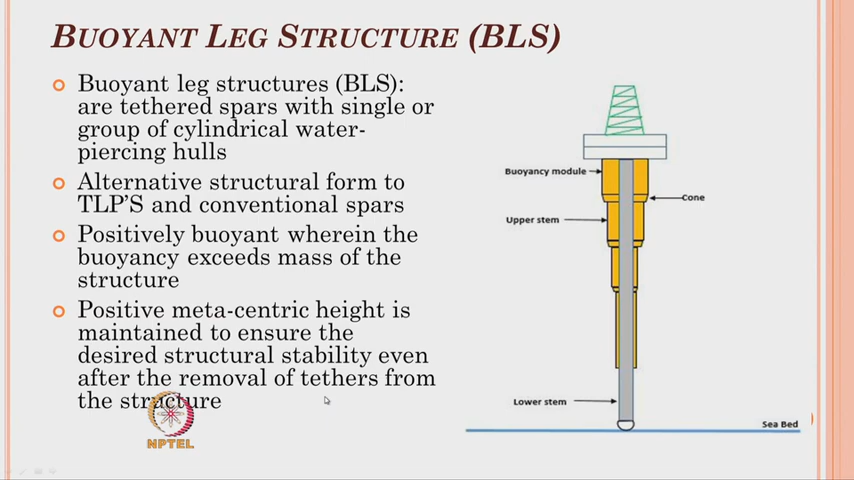 BUOYANT LEG STRUCTURE (BLS)
Buoyant leg structures (BLS):
are tethered spars with single or
group of cylindrical water-
piercing hulls
Alternative structural form to
TLP'S and conventional spars
Positively buoyant wherein the
buoyancy exceeds mass of the
structure
Positive meta-centric height is
maintained to ensure the
desired structural stability even
after the removal of tethers from
the structure
NPTEL
Buoyancy module
Cone
Upper stem
Lower stem
Sea Bed